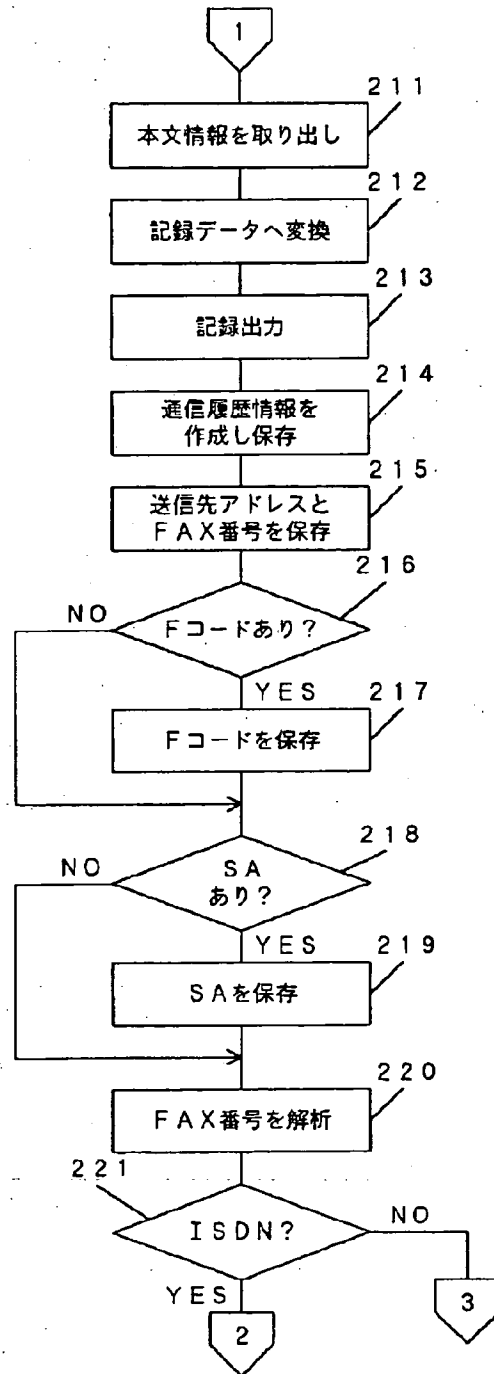 1
211
本文情報を取り出し
212
記録データへ変換
213
記録出力
214
通信履歴情報を
作成し保存
215
送信先アドレスと
FAX番号を保存
216
Fコードあり?
NO
YES
217
Fコードを保存
218
SA
あり?
NO
YES
219
SAを保存
220
FAX番号を解析
221
ISDN?
NO
YES
3
2